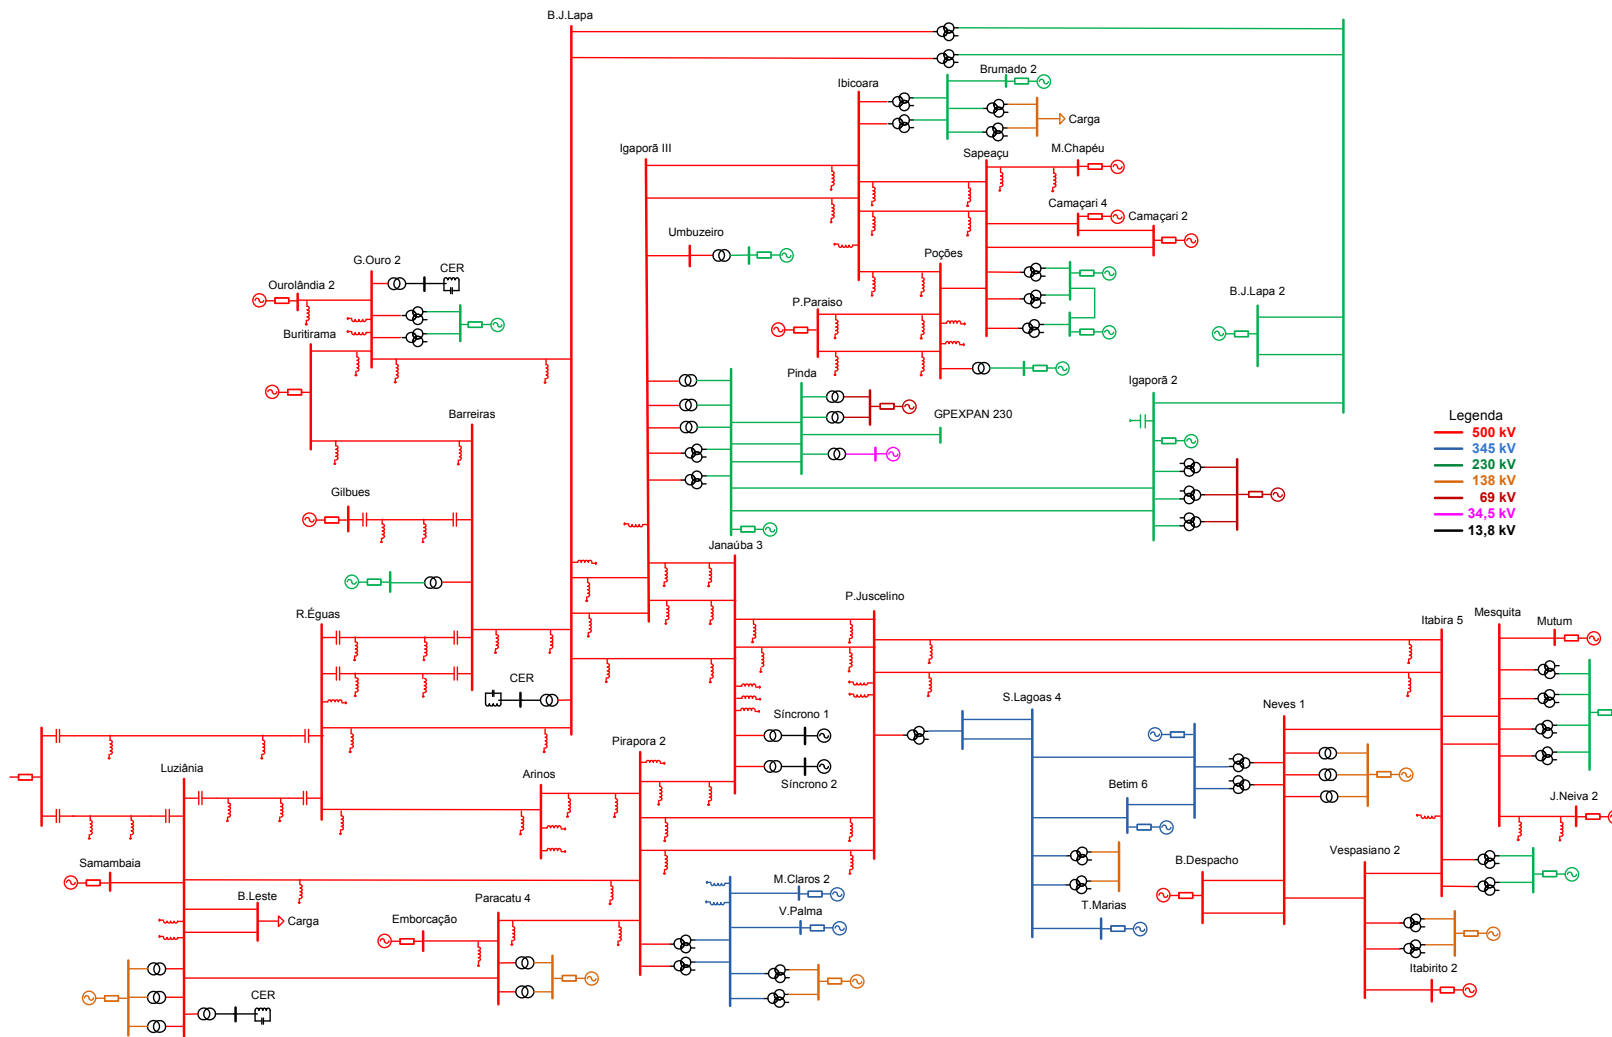 B.J.Lapa
Brumado 2
Ibicoara
Carga
Igaporã III
Sapeaçu
M.Chapéu
Camaçari 4
Camaçari 2
Umbuzeiro
Poções
G.Ouro 2
CER
Ourolândia 2
B.J.Lapa 2
P.Paraiso
Buritirama
Pinda
Igaporã 2
Barreiras
GPEXPAN 230
Legenda
500 kV
345 kV
230 kV
138 kV
69 kV
34,5 kV
13,8 kV
Gilbues
Janaúba 3
P.Juscelino
R.Éguas
Itabira 5
Mesquita
Mutum
CER
S.Lagoas 4
Neves 1
Síncrono 1
Pirapora 2
Luziânia
Arinos
Síncrono 2
Betim 6
J.Neiva 2
Samambaia
B.Despacho
Vespasiano 2
M.Claros 2
B.Leste
Paracatu 4
T.Marias
Emborcação
Carga
V.Palma
Itabirito 2
CER